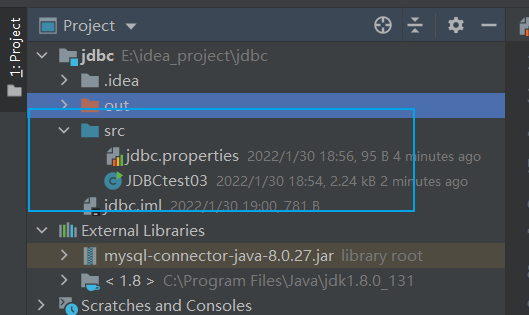 1: Project
Project
jdbc E:\idea_project\jdbc
.idea
out
src
jdbc.properties 2022/1/30 18:56, 95 B 4 minutes ago
JDBCtest03 2022/1/30 18:54, 2.24 kB 2 minutes ago
jdbc.iml 2022/1/30 19:00, 781 B
External Libraries
mysql-connector-java-8.0.27.jar library root
< 1.8 > C:\Program Files\Java\jdk1.8.0_131
Scratches and Consoles